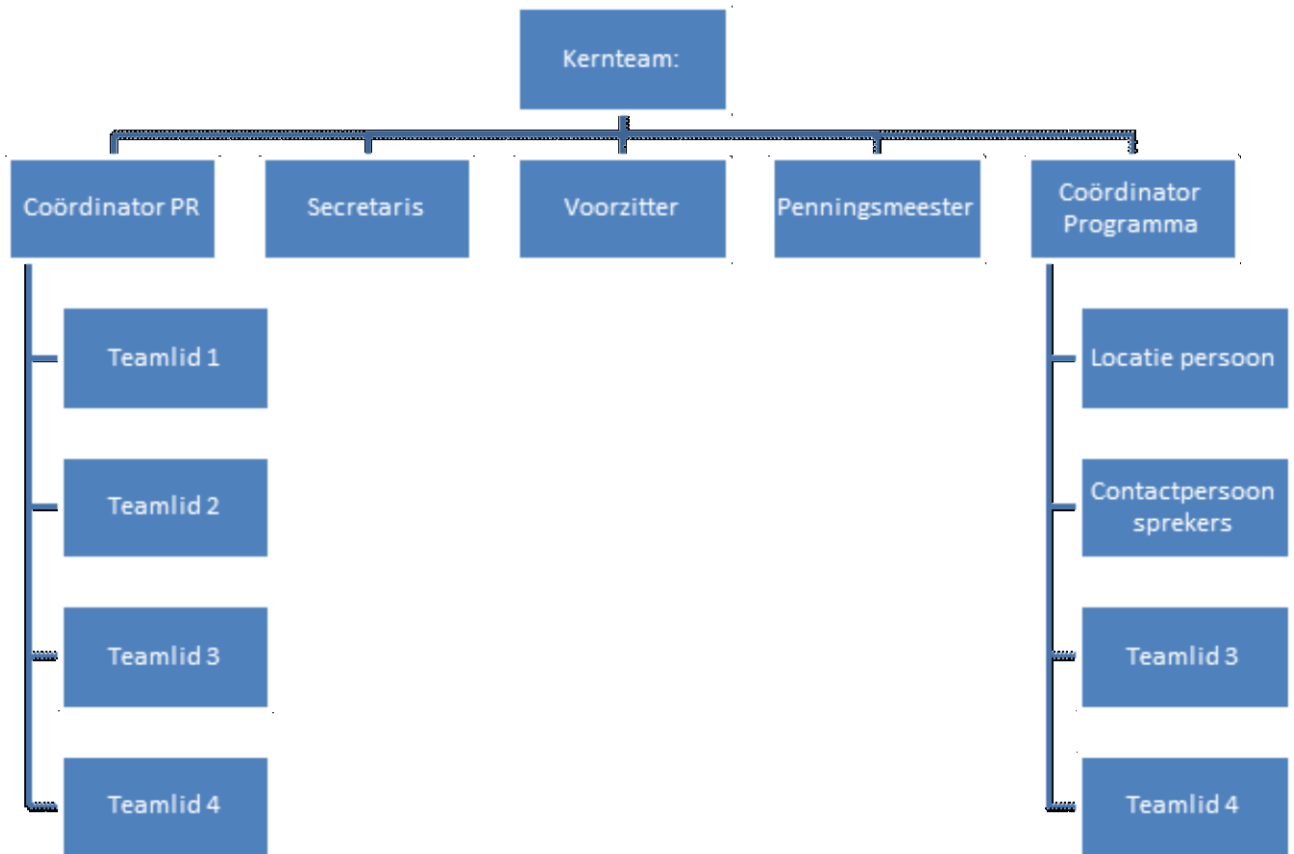 Kernteam:
Coördinator PR
Secretaris
Voorzitter
Penningsmeester
Coördinator
Programma
Teamlid 1
Teamlid 2
Teamlid 3
Teamlid 4
Locatie persoon
Contactpersoon
sprekers
Teamlid 3
Teamlid 4